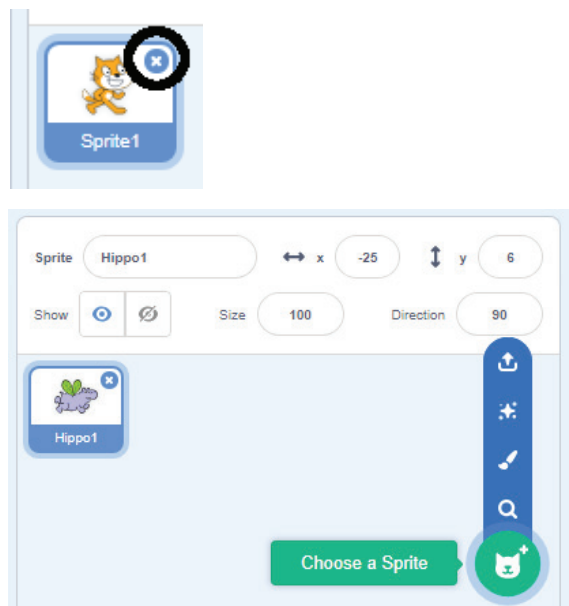 Sprite1
Sprite Hippo1 x -25 y 6
Show Size 100 Direction 90
Hippo1
Choose a Sprite